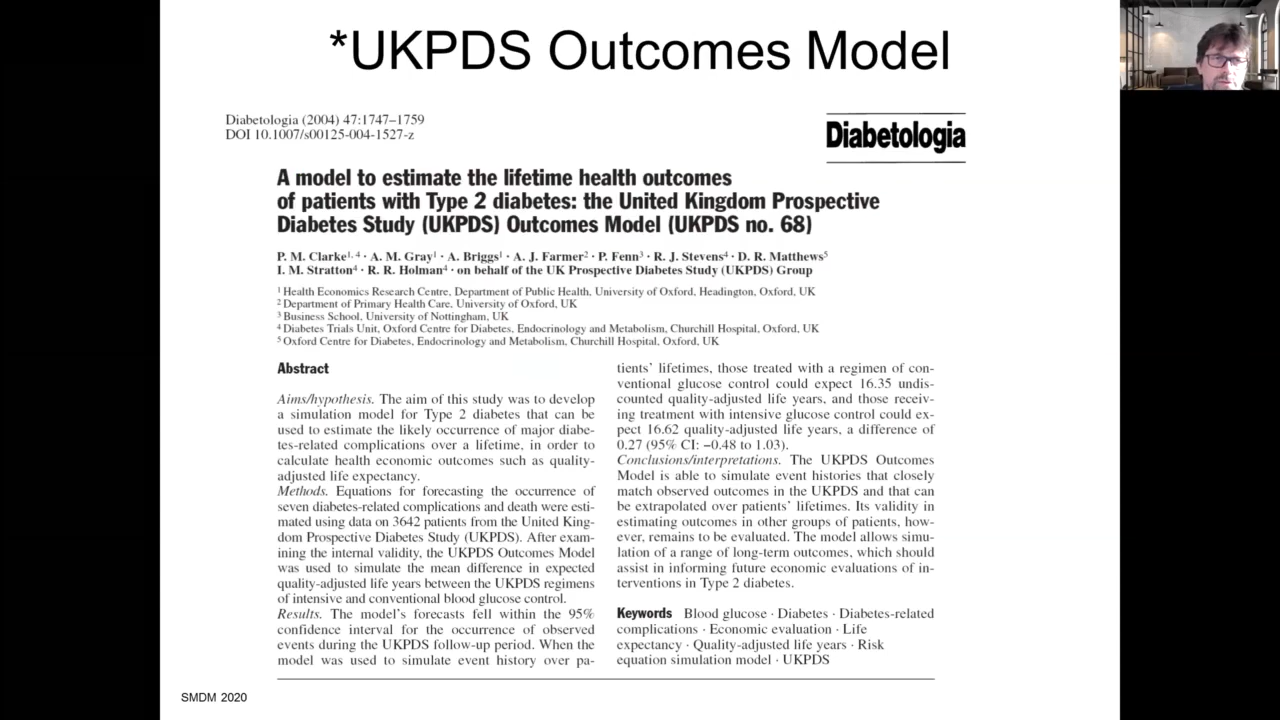 *UKPDS Outcomes Model
Diabetologia (2004) 47:1747–1759
DOI 10.1007/s00125-004-1527-z
Diabetologia
A model to estimate the lifetime health outcomes
of patients with Type 2 diabetes: the United Kingdom Prospective
Diabetes Study (UKPDS) Outcomes Model (UKPDS no. 68)
P. M. Clarke1, 4 · A. M. Gray1 · A. Briggs1 · A. J. Farmer2 · P. Fenn3 · R. J. Stevens4 · D. R. Matthews5
I. M. Stratton4 · R. R. Holman4 · on behalf of the UK Prospective Diabetes Study (UKPDS) Group
1 Health Economics Research Centre, Department of Public Health, University of Oxford, Headington, Oxford, UK
2 Department of Primary Health Care, University of Oxford, UK
3 Business School, University of Nottingham, UK
4 Diabetes Trials Unit, Oxford Centre for Diabetes, Endocrinology and Metabolism, Churchill Hospital, Oxford, UK
5 Oxford Centre for Diabetes, Endocrinology and Metabolism, Churchill Hospital, Oxford, UK
Abstract
Aims/hypothesis. The aim of this study was to develop
a simulation model for Type 2 diabetes that can be
used to estimate the likely occurrence of major diabe-
tes-related complications over a lifetime, in order to
calculate health economic outcomes such as quality-
adjusted life expectancy.
Methods. Equations for forecasting the occurrence of
seven diabetes-related complications and death were esti-
mated using data on 3642 patients from the United King-
dom Prospective Diabetes Study (UKPDS). After exam-
ining the internal validity, the UKPDS Outcomes Model
was used to simulate the mean difference in expected
quality-adjusted life years between the UKPDS regimens
of intensive and conventional blood glucose control.
Results. The model's forecasts fell within the 95%
confidence interval for the occurrence of observed
events during the UKPDS follow-up period. When the
model was used to simulate event history over pa-
tients' lifetimes, those treated with a regimen of con-
ventional glucose control could expect 16.35 undis-
counted quality-adjusted life years, and those receiv-
ing treatment with intensive glucose control could ex-
pect 16.62 quality-adjusted life years, a difference of
0.27 (95% CI: −0.48 to 1.03).
Conclusions/interpretations. The UKPDS Outcomes
Model is able to simulate event histories that closely
match observed outcomes in the UKPDS and that can
be extrapolated over patients' lifetimes. Its validity in
estimating outcomes in other groups of patients, how-
ever, remains to be evaluated. The model allows simu-
lation of a range of long-term outcomes, which should
assist in informing future economic evaluations of in-
terventions in Type 2 diabetes.
Keywords Blood glucose · Diabetes · Diabetes-related
complications · Economic evaluation · Life
expectancy · Quality-adjusted life years · Risk
equation simulation model · UKPDS
SMDM 2020